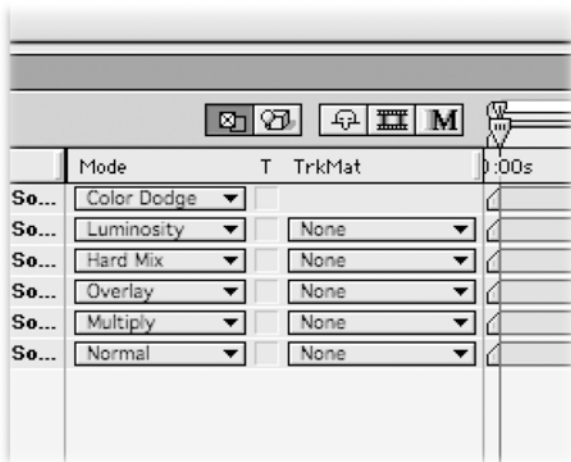 M
Mode T TrkMat 0:00s
So... Color Dodge
So... Luminosity None
So... Hard Mix None
So... Overlay None
So... Multiply None
So... Normal None